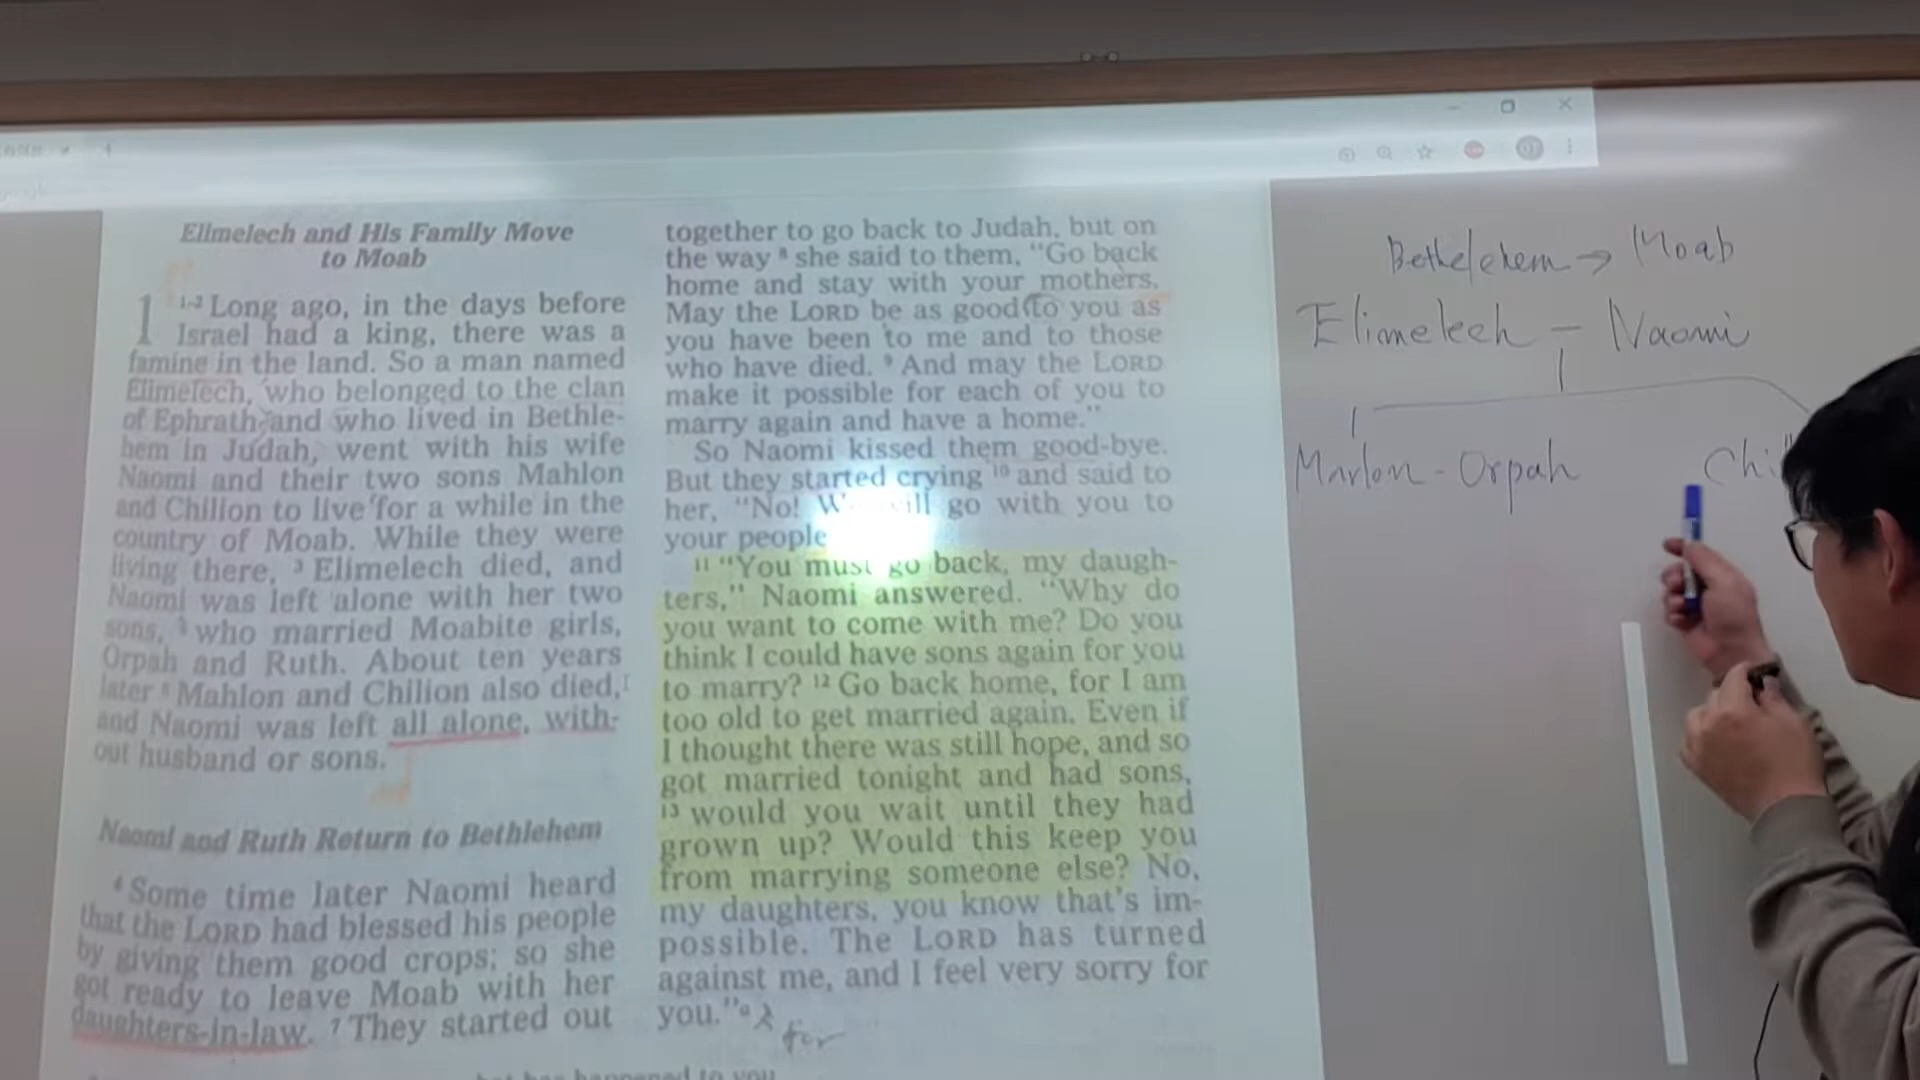 Elimelech and His Family Move
to Moab
1 1-2 Long ago, in the days before
Israel had a king, there was a
famine in the land. So a man named
Elimelech, who belonged to the clan
of Ephrath and who lived in Bethle-
hem in Judah, went with his wife
Naomi and their two sons Mahlon
and Chilion to live for a while in the
country of Moab. While they were
living there, 3 Elimelech died, and
Naomi was left alone with her two
sons, who married Moabite girls,
Orpah and Ruth. About ten years
later 5 Mahlon and Chilion also died,
and Naomi was left all alone, with-
out husband or sons.
Naomi and Ruth Return to Bethlehem
6 Some time later Naomi heard
that the LORD had blessed his people
by giving them good crops; so she
got ready to leave Moab with her
daughters-in-law. 7 They started out
together to go back to Judah, but on
the way 8 she said to them, “Go back
home and stay with your mothers.
May the LORD be as good to you as
you have been to me and to those
who have died. 9 And may the LORD
make it possible for each of you to
marry again and have a home.”
So Naomi kissed them good-bye.
But they started crying 10 and said to
her, “No! W ill go with you to
your people
11 “You must go back, my daugh-
ters,” Naomi answered. “Why do
you want to come with me? Do you
think I could have sons again for you
to marry? 12 Go back home, for I am
too old to get married again. Even if
I thought there was still hope, and so
got married tonight and had sons,
13 would you wait until they had
grown up? Would this keep you
from marrying someone else? No,
my daughters, you know that's im-
possible. The LORD has turned
against me, and I feel very sorry for
you.”a
for
happened to you
Bethelehem → Moab
Elimelech - Naomi
Marlon - Orpah Chi